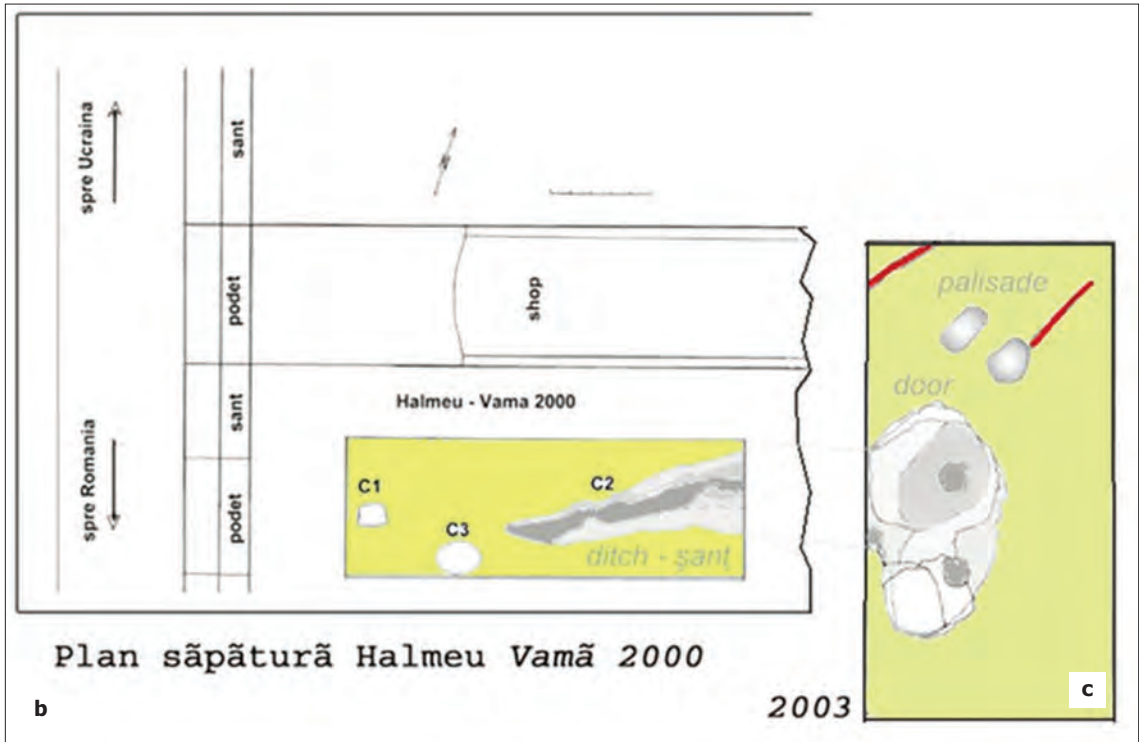 spre Ucraina
sant
N
podet
shop
palisade
door
spre Romania
sant
Halmeu - Vama 2000
podet
C1
C2
C3
ditch - şanţ
Plan sãpãturã Halmeu Vamã 2000
2003
b
c